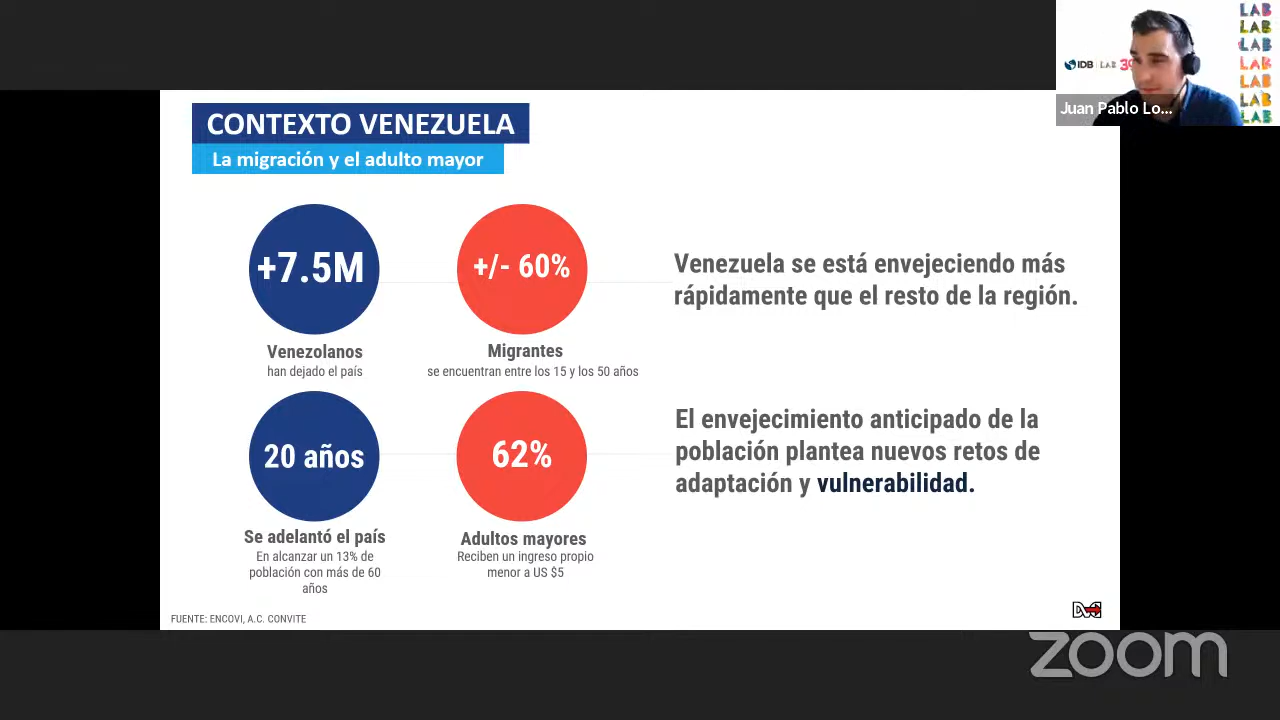 LAB
LAB
LAB
LAB
LAB
LAB
LAB
IDB | LAB 30
Juan Pablo Lo...
CONTEXTO VENEZUELA
La migración y el adulto mayor
+7.5M
Venezolanos
han dejado el país
+/- 60%
Migrantes
se encuentran entre los 15 y los 50 años
Venezuela se está envejeciendo más
rápidamente que el resto de la región.
20 años
Se adelantó el país
En alcanzar un 13% de
población con más de 60
años
62%
Adultos mayores
Reciben un ingreso propio
menor a US $5
El envejecimiento anticipado de la
población plantea nuevos retos de
adaptación y vulnerabilidad.
FUENTE: ENCOVI, A.C. CONVITE
zoom